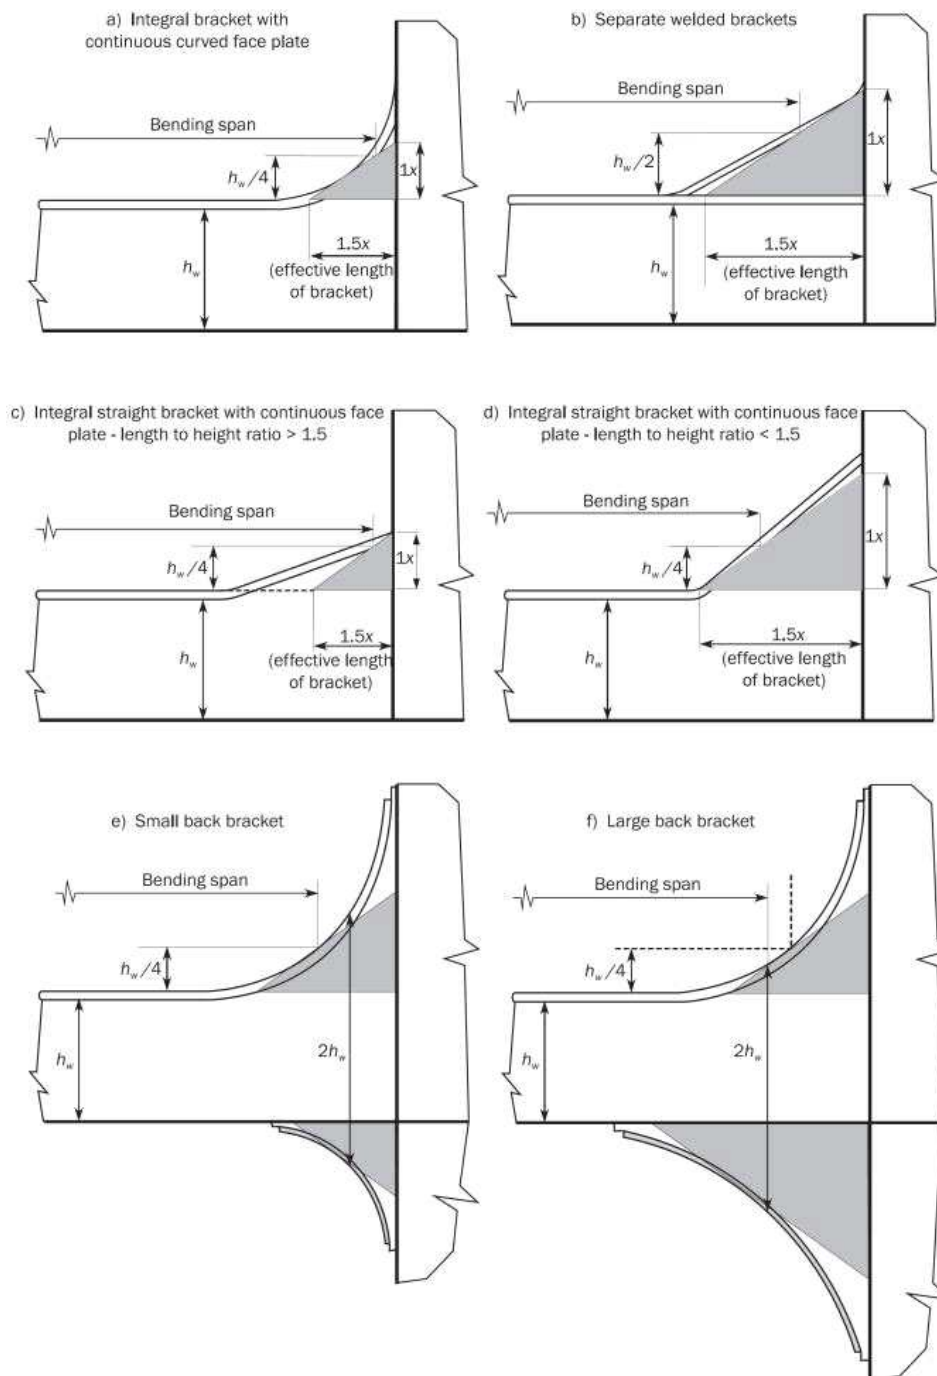 a) Integral bracket with
continuous curved face plate
Bending span
h_w/4
1x
1.5x
(effective length
of bracket)
h_w
b) Separate welded brackets
Bending span
h_w/2
1x
1.5x
(effective length
of bracket)
h_w
c) Integral straight bracket with continuous face
plate - length to height ratio > 1.5
Bending span
h_w/4
1x
1.5x
(effective length
of bracket)
h_w
d) Integral straight bracket with continuous face
plate - length to height ratio < 1.5
Bending span
h_w/4
1x
1.5x
(effective length
of bracket)
h_w
e) Small back bracket
Bending span
h_w/4
2h_w
h_w
f) Large back bracket
Bending span
h_w/4
2h_w
h_w